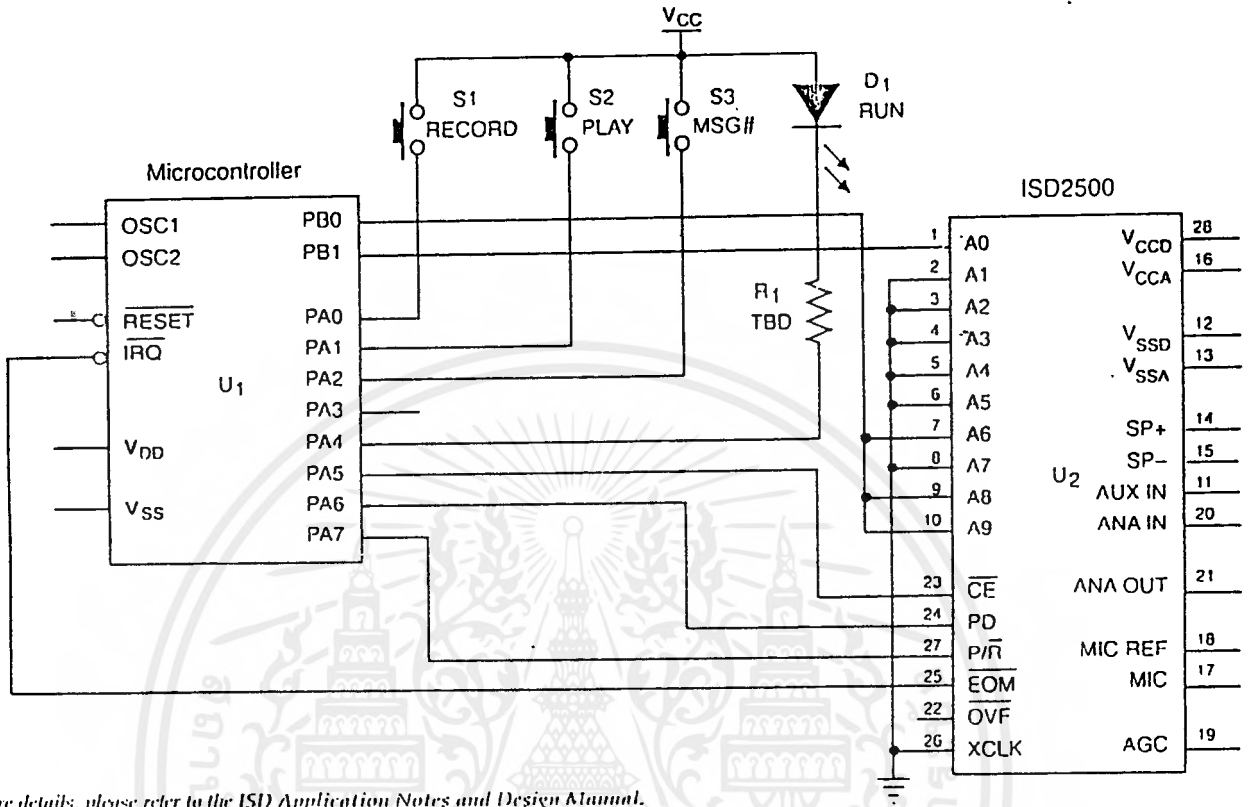 VCC
S1
RECORD
S2
PLAY
S3
MSG#
D1
RUN
Microcontroller
OSC1
OSC2
RESET
IRQ
U1
VDD
VSS
PB0
PB1
PA0
PA1
PA2
PA3
PA4
PA5
PA6
PA7
R1
TBD
ISD2500
1 A0
2 A1
3 A2
4 A3
5 A4
6 A5
7 A6
8 A7
9 A8
10 A9
23 CE
24 PD
27 P/R
25 EOM
22 OVF
26 XCLK
U2
VCCD 28
VCCA 16
VSSD 12
VSSA 13
SP+ 14
SP– 15
AUX IN 11
ANA IN 20
ANA OUT 21
MIC REF 18
MIC 17
AGC 19
details, please refer to the ISD Application Notes and Design Manual.